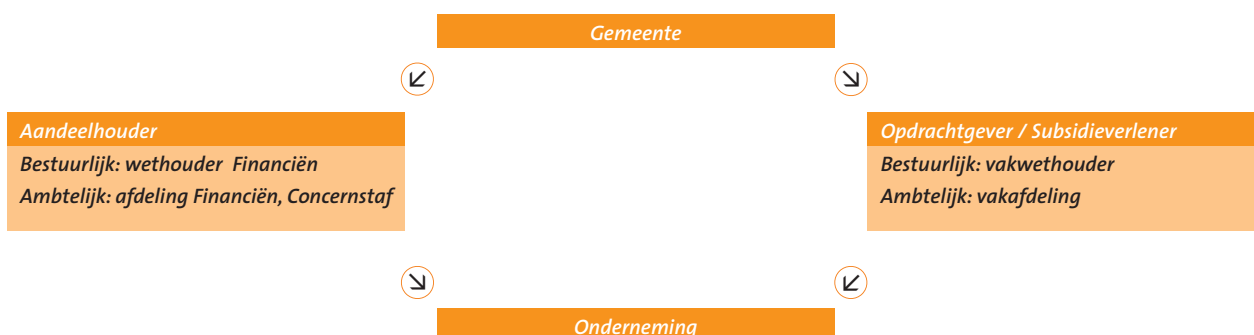 Gemeente
Aandeelhouder
Bestuurlijk: wethouder Financiën
Ambtelijk: afdeling Financiën, Concernstaf
Opdrachtgever / Subsidieverlener
Bestuurlijk: vakwethouder
Ambtelijk: vakafdeling
Onderneming